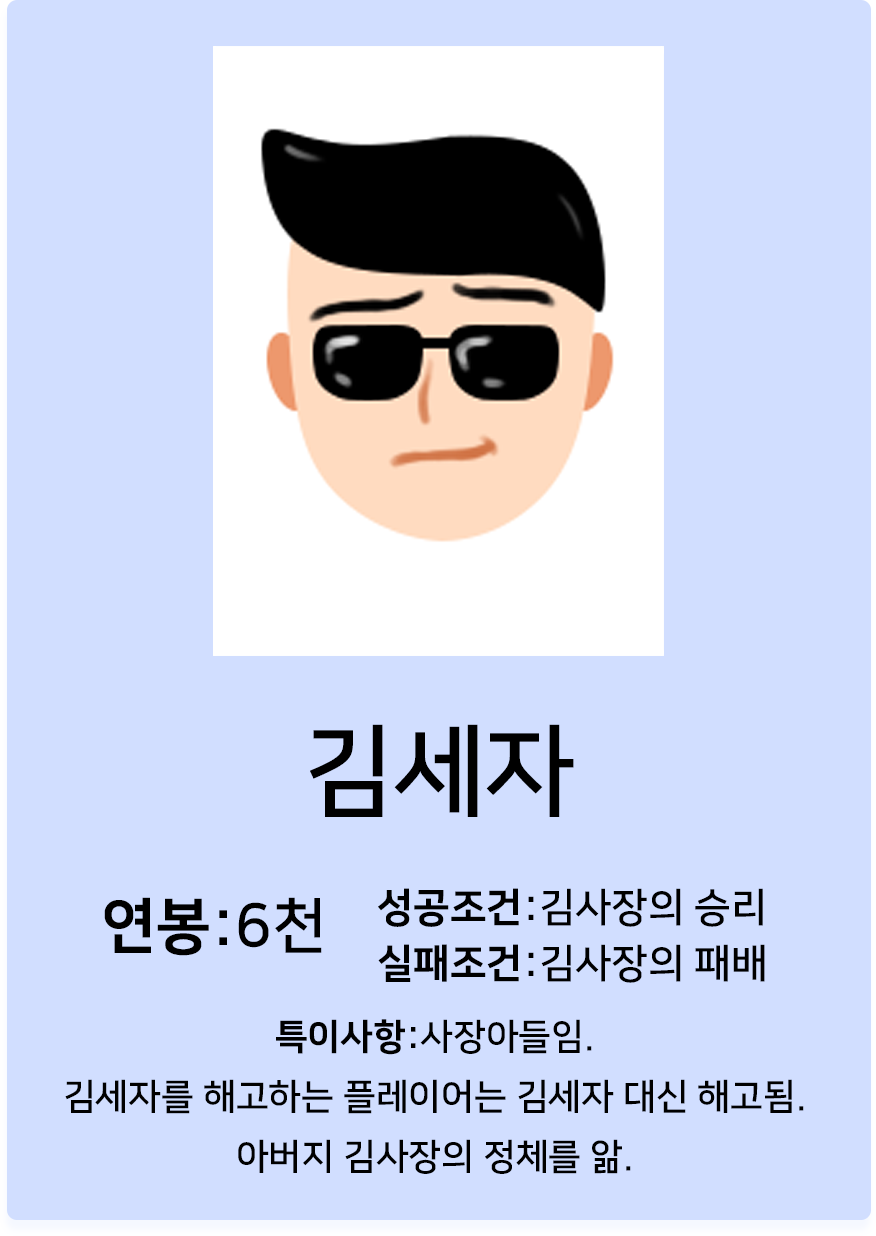 김세자
연봉:6천
성공조건:김사장의 승리
실패조건:김사장의 패배
특이사항:사장아들임.
김세자를 해고하는 플레이어는 김세자 대신 해고됨.
아버지 김사장의 정체를 앎.